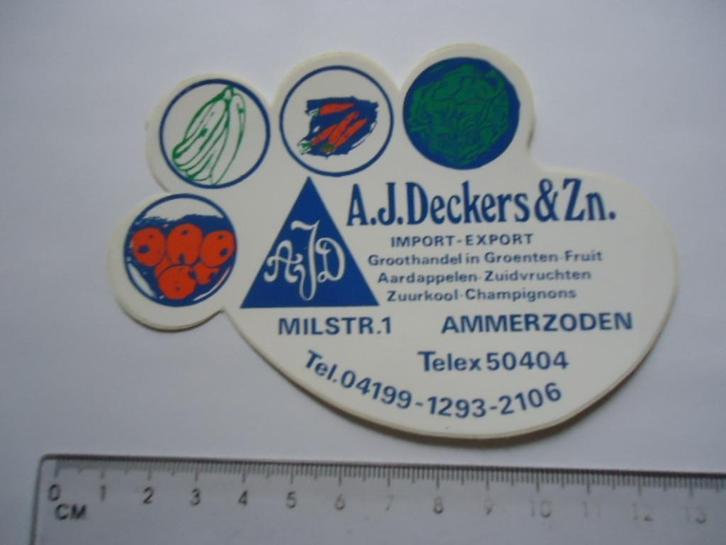 A.J.Deckers & Zn.
AJD
IMPORT-EXPORT
Groothandel in Groenten-Fruit
Aardappelen-Zuidvruchten
Zuurkool-Champignons
MILSTR.1 AMMERZODEN
Telex 50404
Tel.04199-1293-2106
0 1 2 3 4 5 6 7 8 9 10 11 12 13
CM